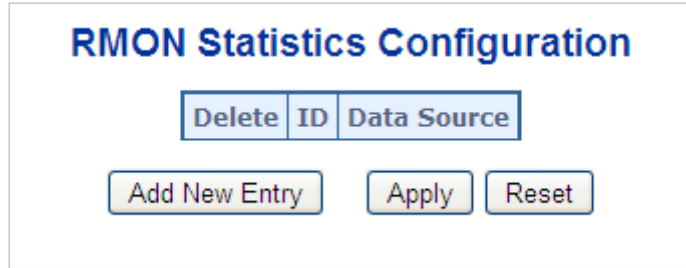 RMON Statistics Configuration
Delete ID Data Source
Add New Entry Apply Reset